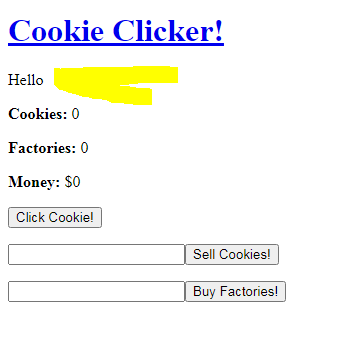 Cookie Clicker!
Hello
Cookies: 0
Factories: 0
Money: $0
Click Cookie!
Sell Cookies!
Buy Factories!